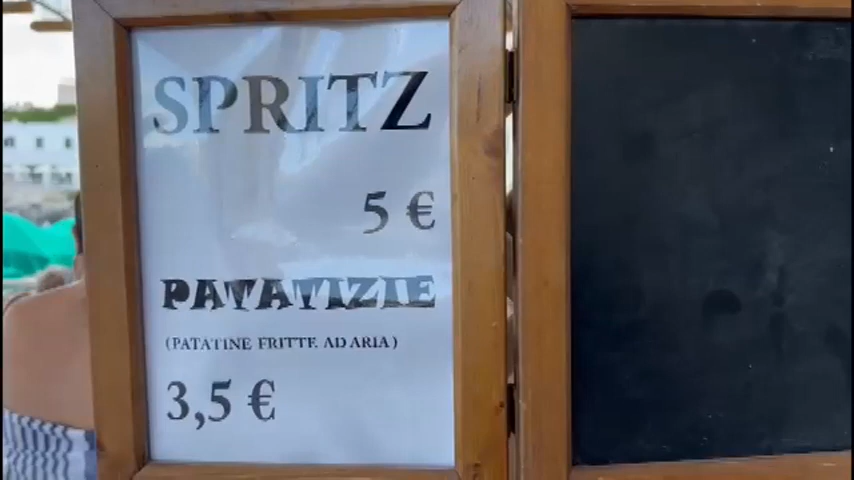 SPRITZ
5 €
PATATIZIE
(PATATINE FRITTE AD ARIA)
3,5 €